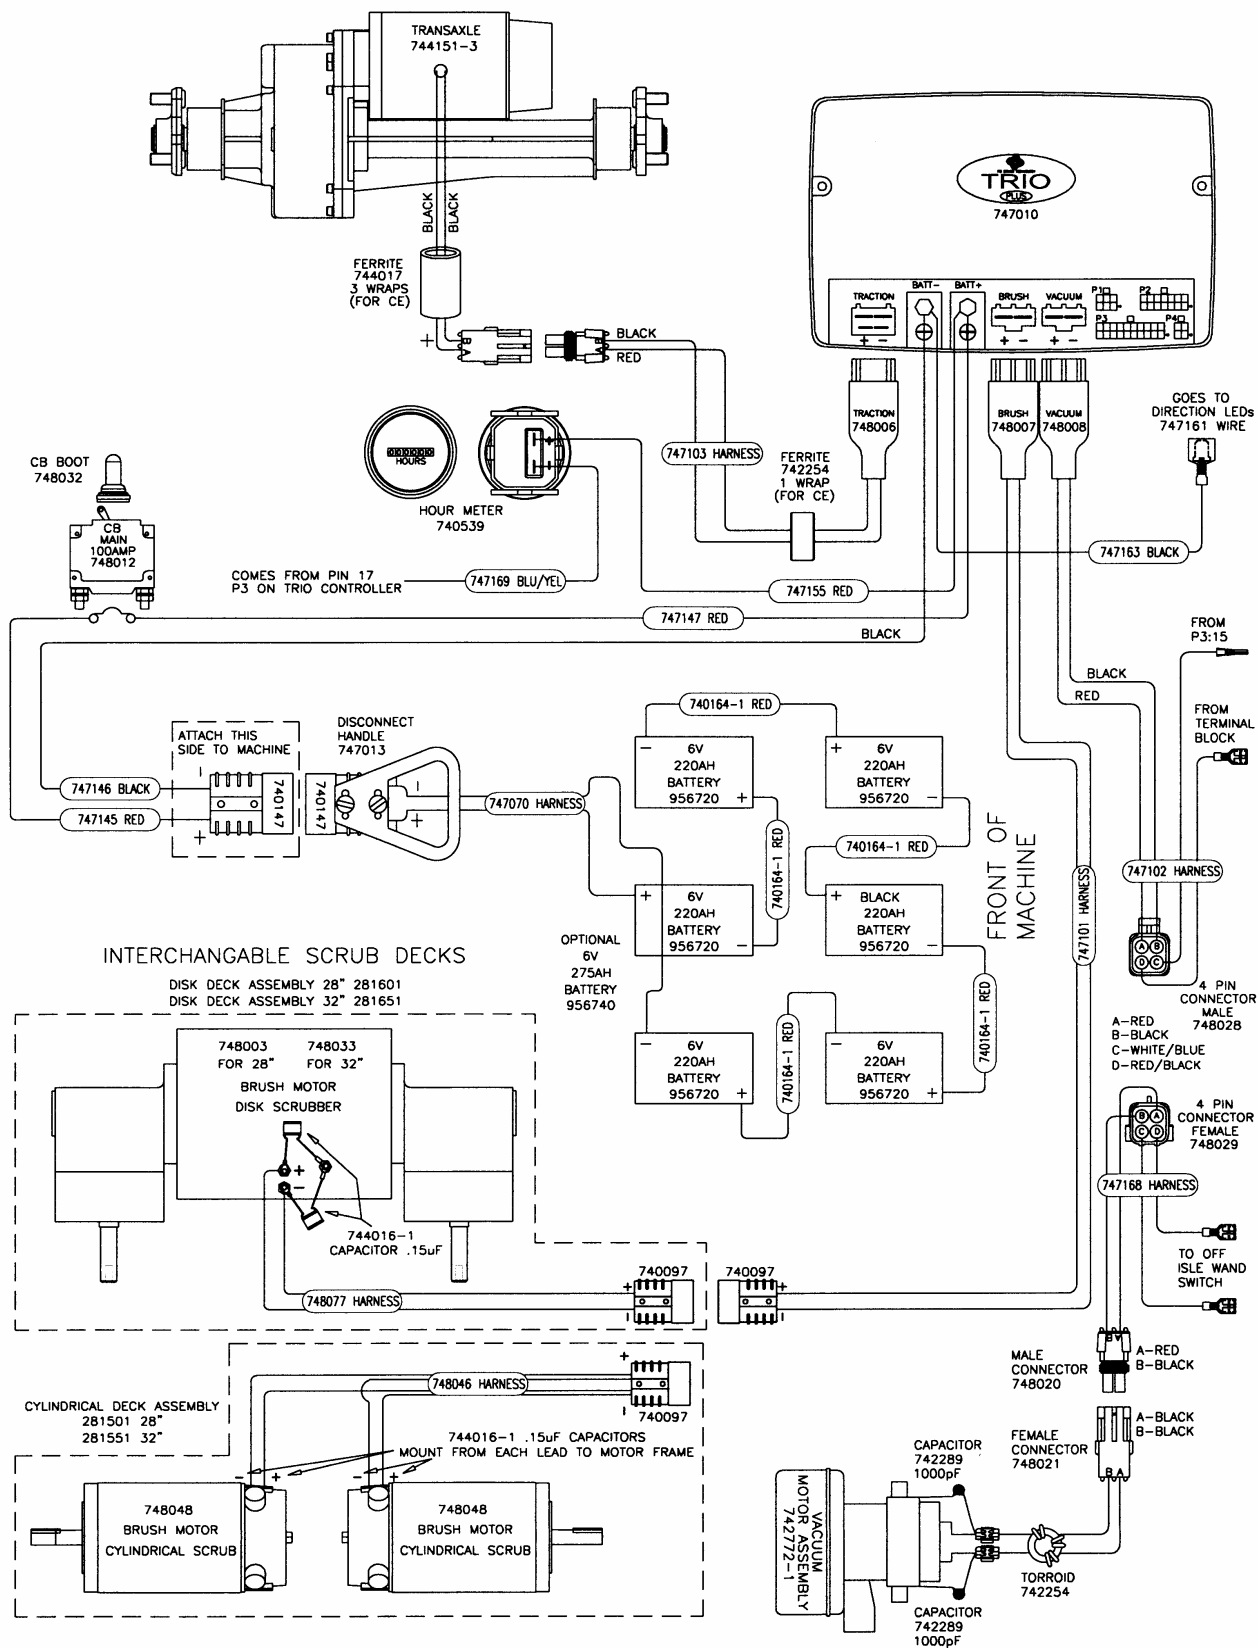 TRANSAXLE
744151-3
BLACK
BLACK
FERRITE
744017
3 WRAPS
(FOR CE)
+
B
A
BLACK
RED
TRIO
PLUS
747010
TRACTION
BATT-
BATT+
BRUSH
VACUUM
P1
P2
P3
P4
+ -
+ -
+ -
TRACTION
748006
BRUSH
748007
VACUUM
748008
GOES TO
DIRECTION LEDs
747161 WIRE
747103 HARNESS
FERRITE
742254
1 WRAP
(FOR CE)
HOURS
HOUR METER
740539
CB BOOT
748032
CB
MAIN
100AMP
748012
COMES FROM PIN 17
P3 ON TRIO CONTROLLER
747169 BLU/YEL
747163 BLACK
747155 RED
747147 RED
BLACK
FROM
P3:15
BLACK
RED
FROM
TERMINAL
BLOCK
ATTACH THIS
SIDE TO MACHINE
DISCONNECT
HANDLE
747013
747146 BLACK
747145 RED
-
+
740147
740147
-
+
747070 HARNESS
740164-1 RED
-
6V
220AH
BATTERY
956720
+
+
6V
220AH
BATTERY
956720
-
740164-1 RED
740164-1 RED
+
6V
220AH
BATTERY
956720
-
+
BLACK
220AH
BATTERY
956720
-
FRONT OF
MACHINE
747101 HARNESS
747102 HARNESS
OPTIONAL
6V
275AH
BATTERY
956740
740164-1 RED
740164-1 RED
-
6V
220AH
BATTERY
956720
+
-
6V
220AH
BATTERY
956720
+
A B
D C
4 PIN
CONNECTOR
MALE
748028
A-RED
B-BLACK
C-WHITE/BLUE
D-RED/BLACK
B A
C D
4 PIN
CONNECTOR
FEMALE
748029
747168 HARNESS
TO OFF
ISLE WAND
SWITCH
INTERCHANGABLE SCRUB DECKS
DISK DECK ASSEMBLY 28" 281601
DISK DECK ASSEMBLY 32" 281651
748003 748033
FOR 28" FOR 32"
BRUSH MOTOR
DISK SCRUBBER
+
-
744016-1
CAPACITOR .15uF
748077 HARNESS
740097
+
-
740097
+
-
CYLINDRICAL DECK ASSEMBLY
281501 28"
281551 32"
748046 HARNESS
+
-
740097
744016-1 .15uF CAPACITORS
MOUNT FROM EACH LEAD TO MOTOR FRAME
- +
- +
748048
BRUSH MOTOR
CYLINDRICAL SCRUB
748048
BRUSH MOTOR
CYLINDRICAL SCRUB
MALE
CONNECTOR
748020
B A
A-RED
B-BLACK
FEMALE
CONNECTOR
748021
A-BLACK
B-BLACK
B A
CAPACITOR
742289
1000pF
VACUUM
MOTOR ASSEMBLY
742772-1
TORROID
742254
CAPACITOR
742289
1000pF